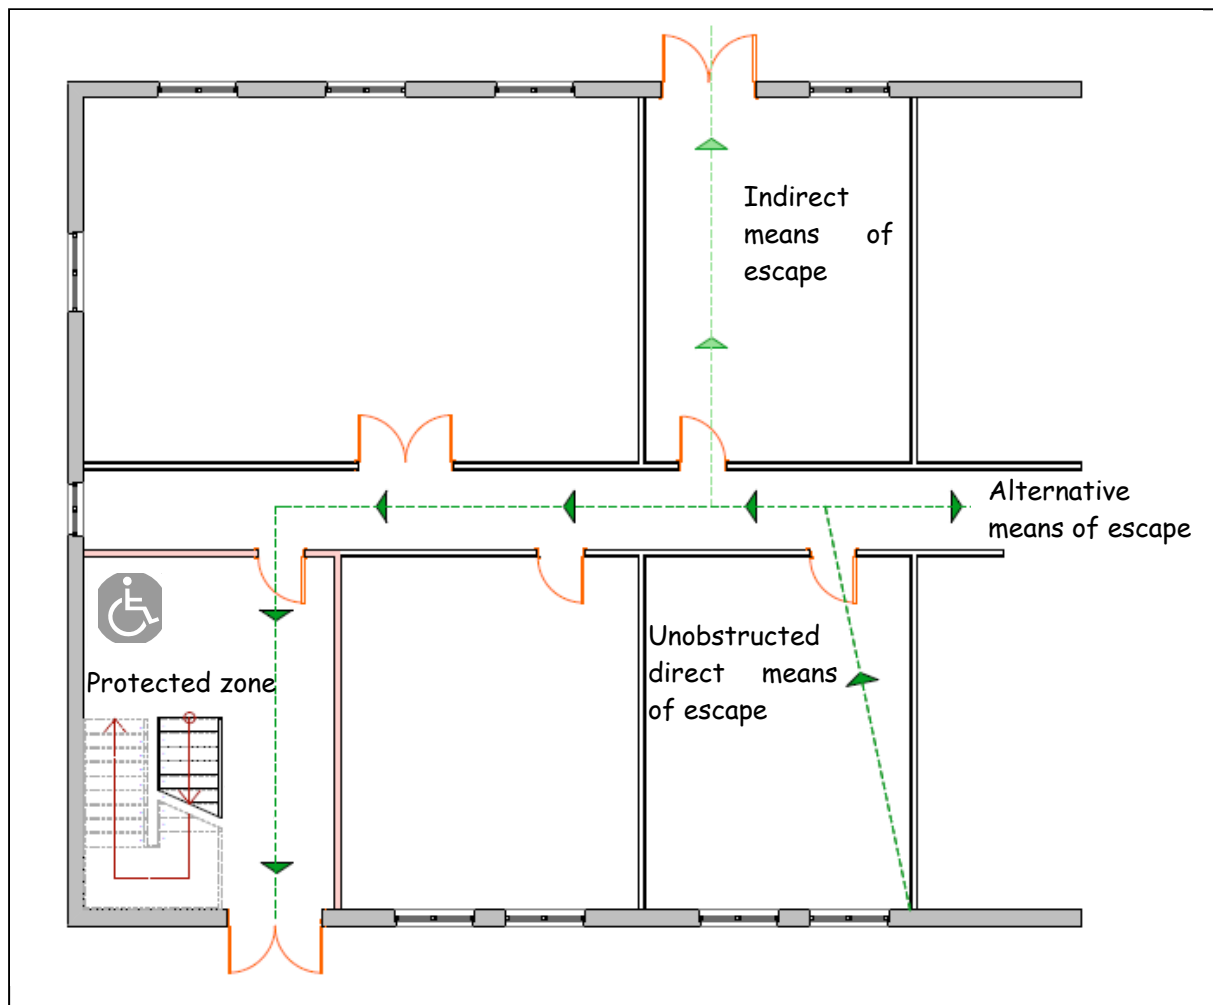 Indirect
means of
escape
Alternative
means of escape
Unobstructed
direct means
of escape
Protected zone